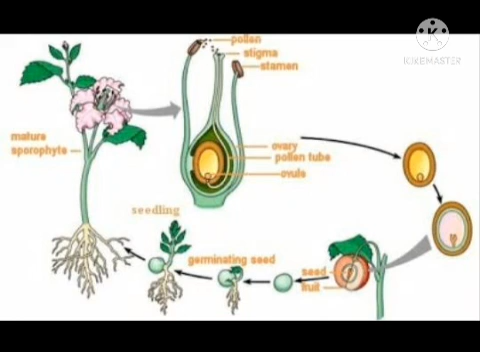 pollen
stigma
stamen
KINEMASTER
mature
sporophyte
ovary
pollen tube
ovule
seedling
germinating seed
seed
fruit